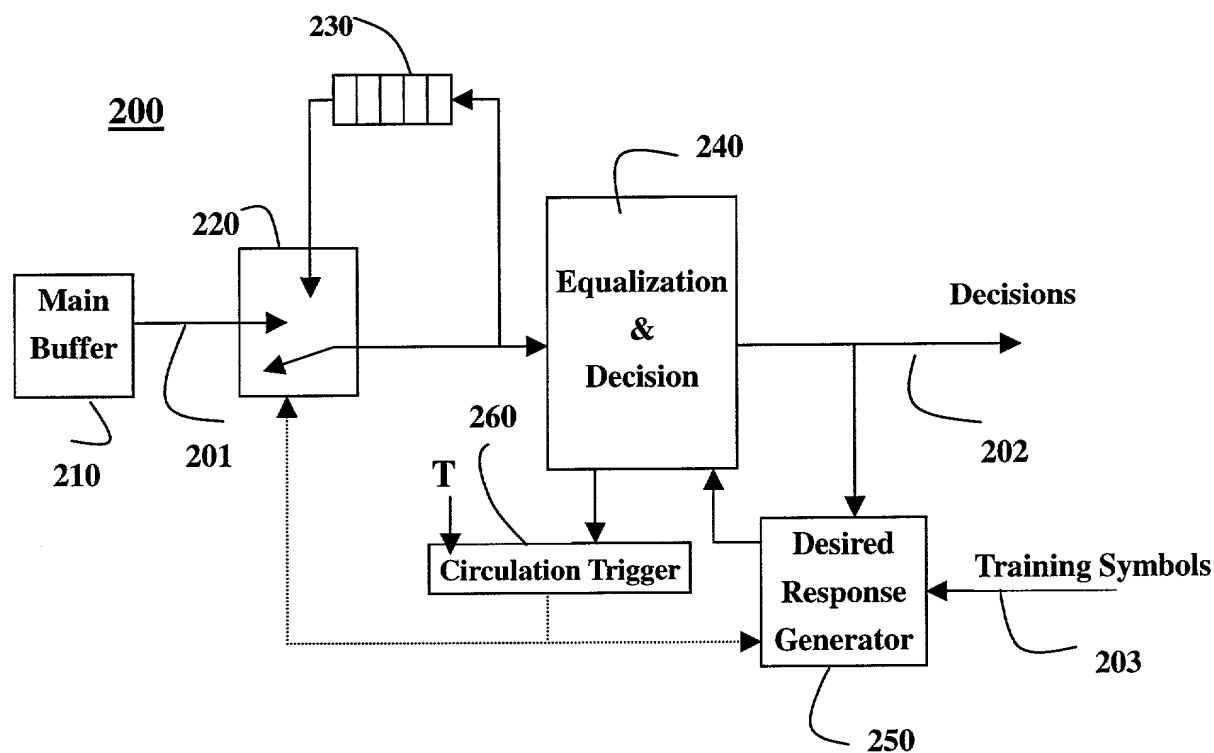 230
200
240
220
Main
Buffer
Equalization
&
Decision
Decisions
260
201
210
T
202
Circulation Trigger
Desired
Response
Generator
Training Symbols
203
250